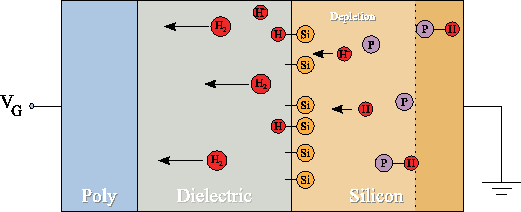 H
H₂
H Si
Depletion
P H
P
Si
H
H₂
V_G
Si
H
P
H Si
Si
H₂
P H
Si
Poly Dielectric Silicon